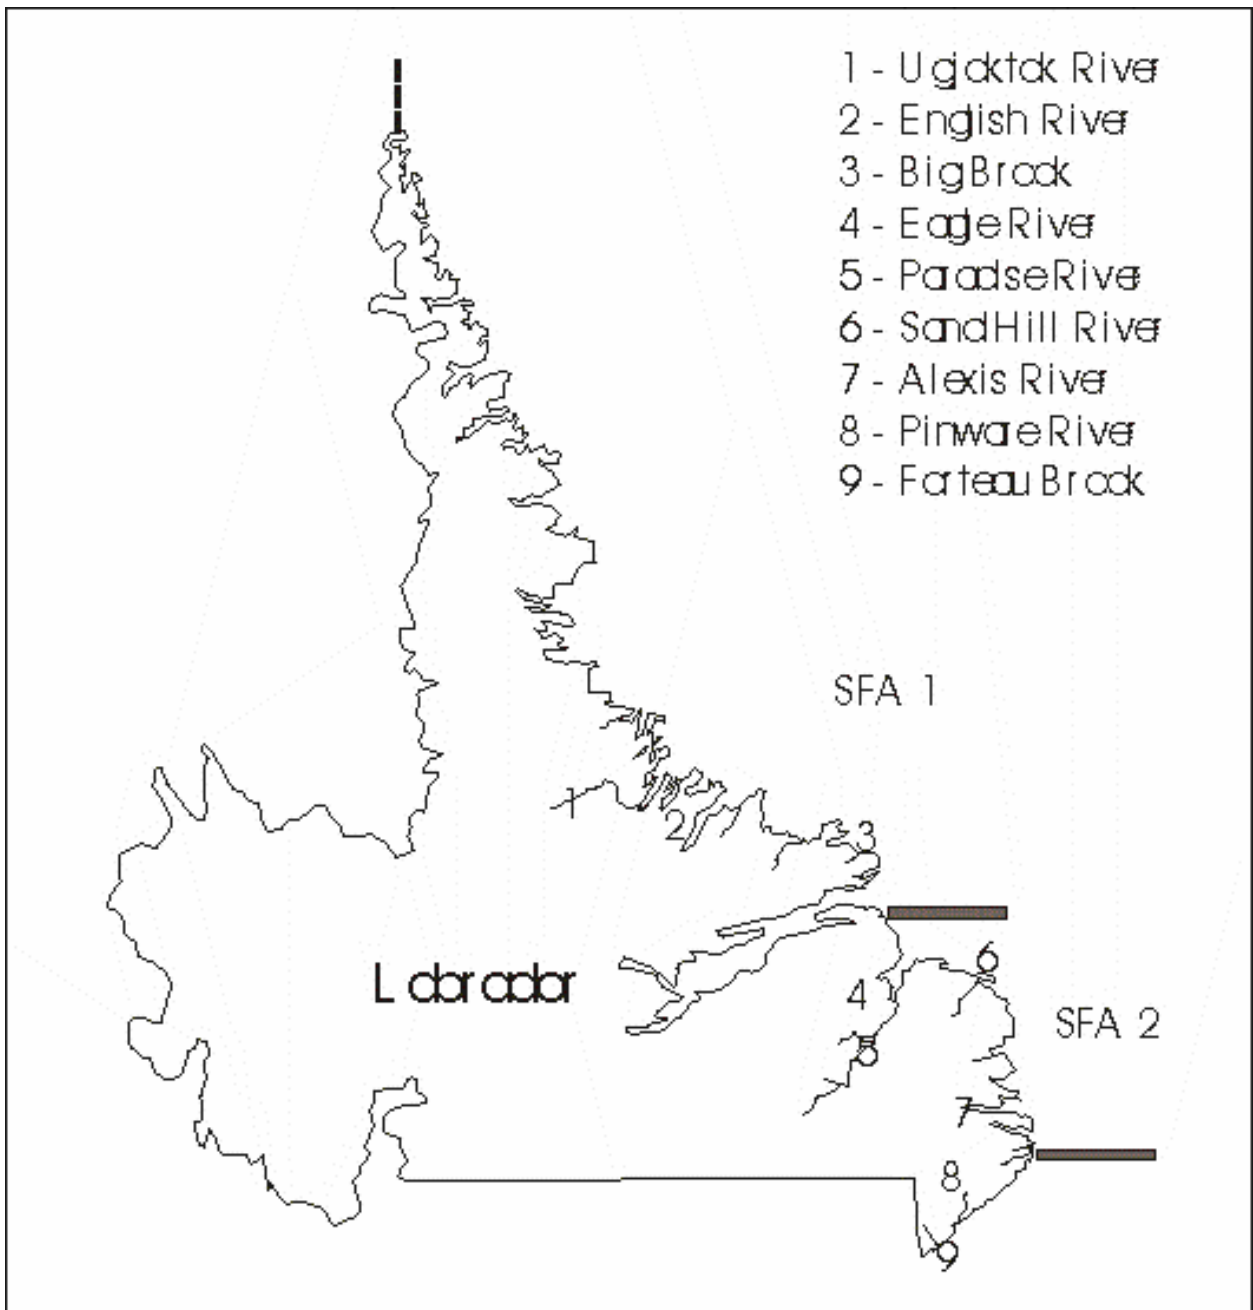 1 - Ugjoktok River
2 - English River
3 - Big Brook
4 - Eagle River
5 - Paradise River
6 - Sand Hill River
7 - Alexis River
8 - Pinware River
9 - Forteau Brook
SFA 1
1
2
3
6
Labrador
4
SFA 2
7
8
9